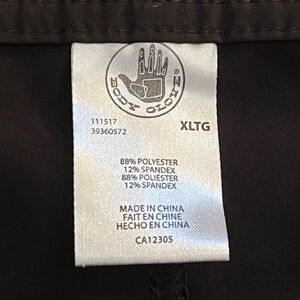 BODY GLOVE®
111517
39360572
XLTG
88% POLYESTER
12% SPANDEX
88% POLIÉSTER
12% SPANDEX
MADE IN CHINA
FAIT EN CHINE
HECHO EN CHINA
CA12305